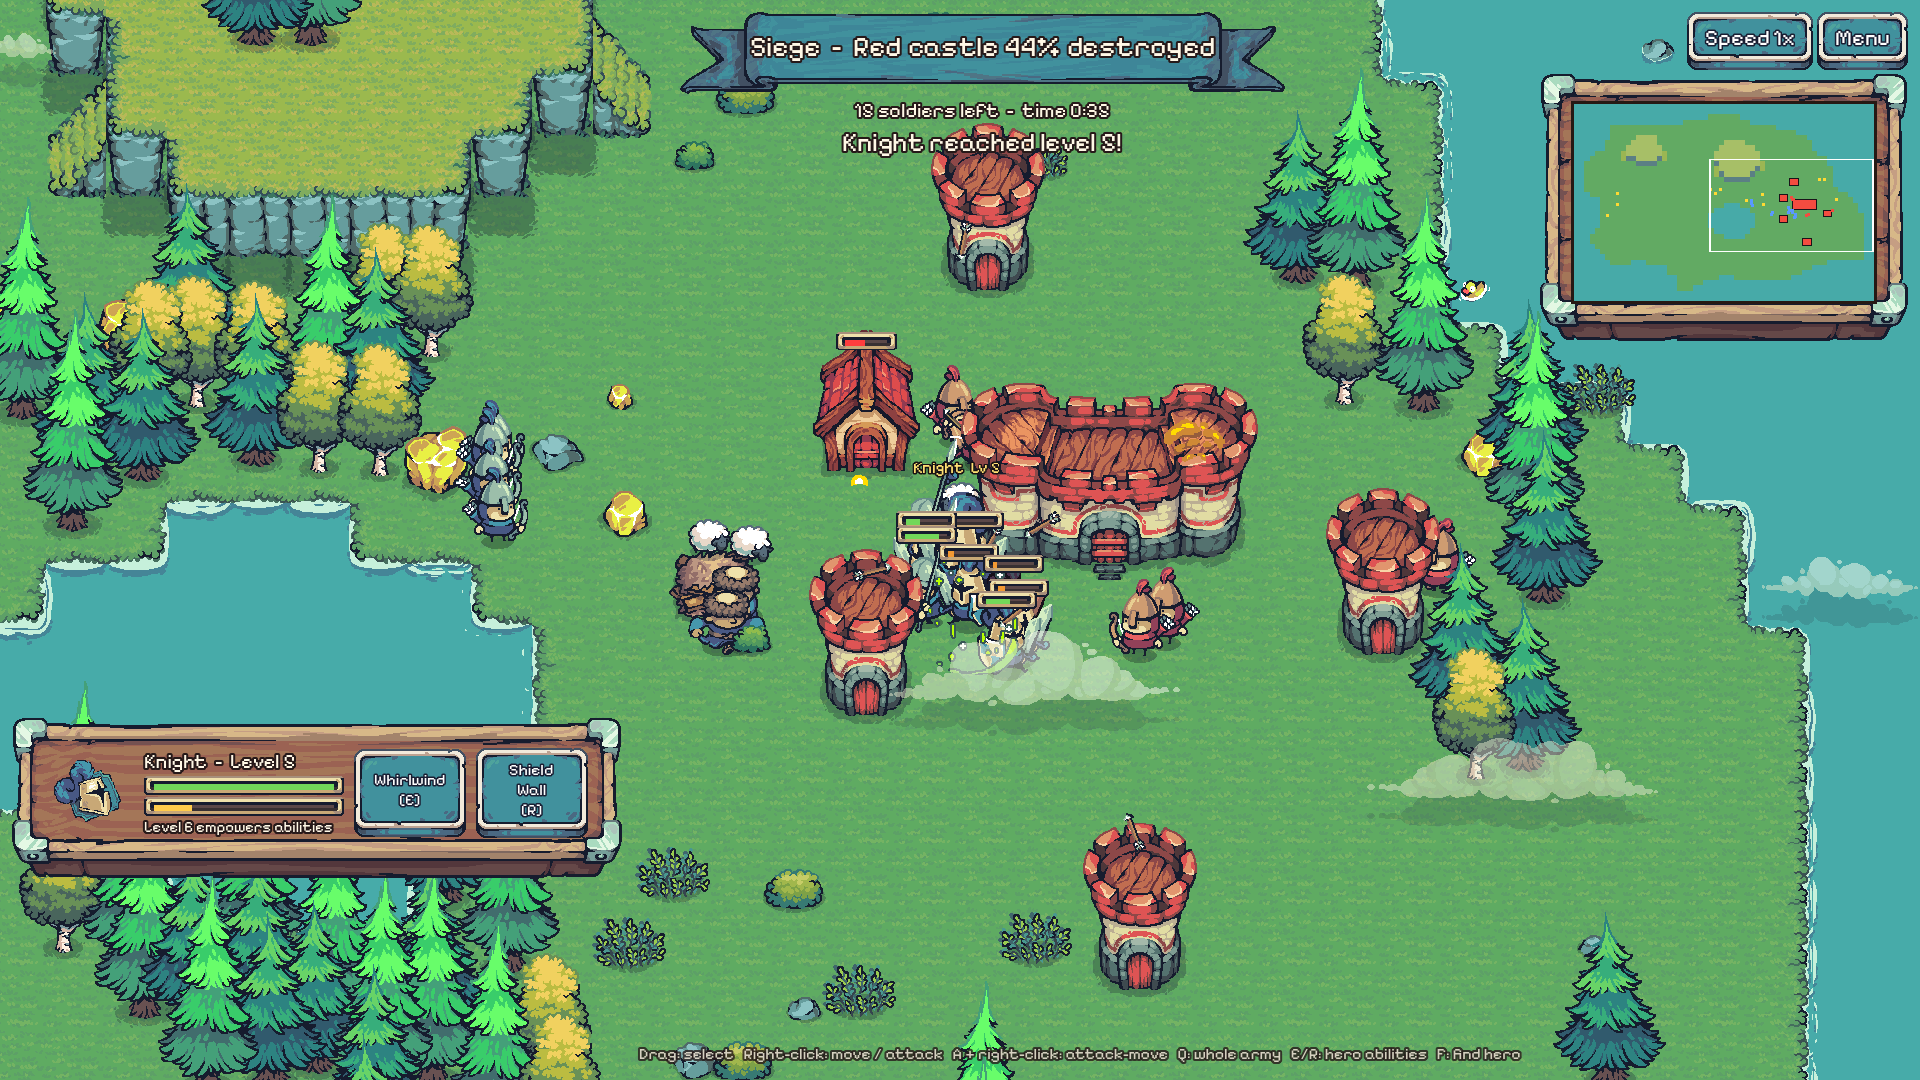 Siege - Red castle 44% destroyed
18 soldiers left - time 0:38
Knight reached level 8!
Speed 1x
Menu
Knight Lv 8
Knight - Level 8
Level 6 empowers abilities
Whirlwind
(E)
Shield
Wall
(R)
Drag: select Right-click: move / attack A + right-click: attack-move Q: whole army E/R: hero abilities F: find hero